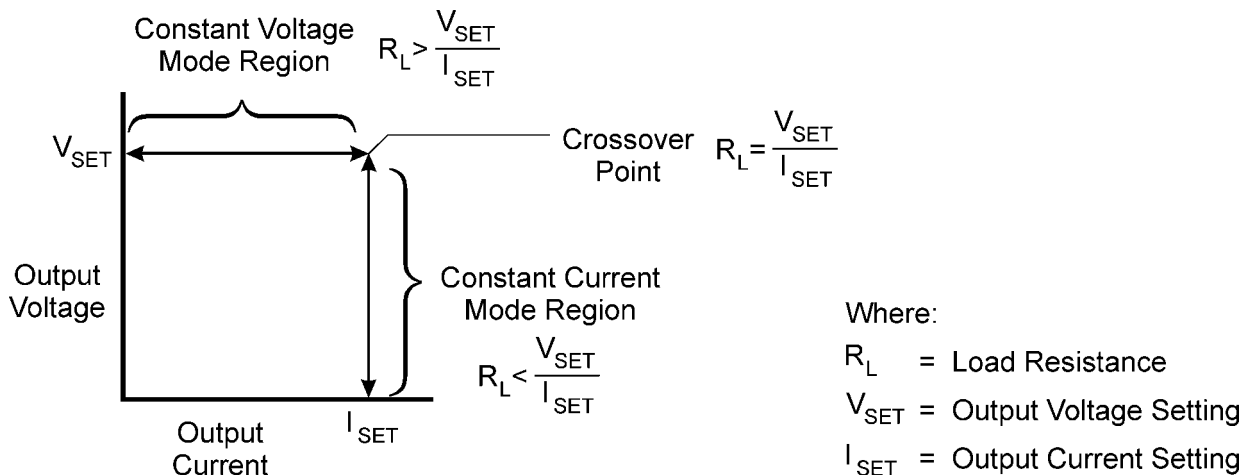 Constant Voltage
Mode Region
R_L > V_SET / I_SET
V_SET
Crossover
Point
R_L = V_SET / I_SET
Output
Voltage
Constant Current
Mode Region
R_L < V_SET / I_SET
I_SET
Output
Current
Where:
R_L = Load Resistance
V_SET = Output Voltage Setting
I_SET = Output Current Setting